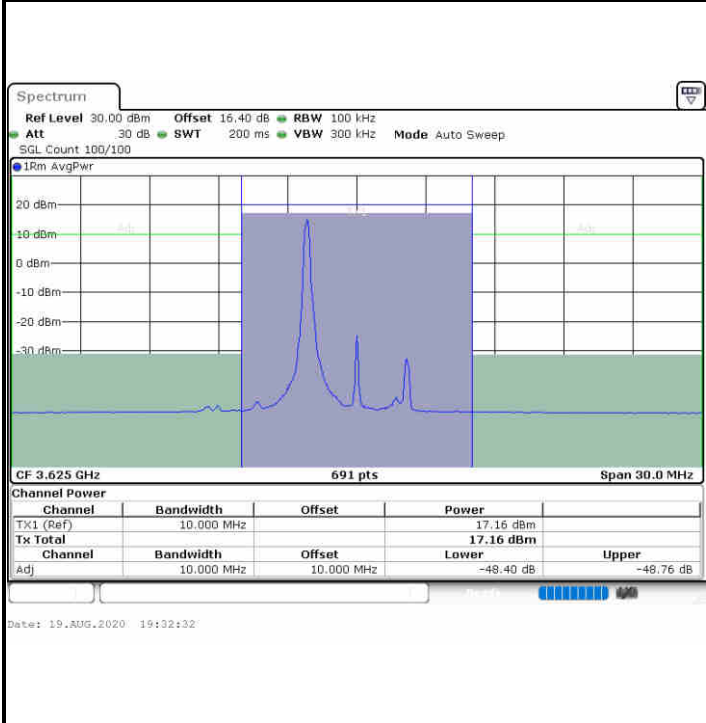 Spectrum
Ref Level 30.00 dBm Offset 16.40 dB RBW 100 kHz
Att 30 dB SWT 200 ms VBW 300 kHz Mode Auto Sweep
SGL Count 100/100
1Rm AvgPwr
20 dBm
Adj
Adj
10 dBm
0 dBm
-10 dBm
-20 dBm
-30 dBm
CF 3.625 GHz 691 pts Span 30.0 MHz
Channel Power
Channel Bandwidth Offset Power
TX1 (Ref) 10.000 MHz 17.16 dBm
Tx Total 17.16 dBm
Channel Bandwidth Offset Lower Upper
Adj 10.000 MHz 10.000 MHz -48.40 dB -48.76 dB
Date: 19.AUG.2020 19:32:32